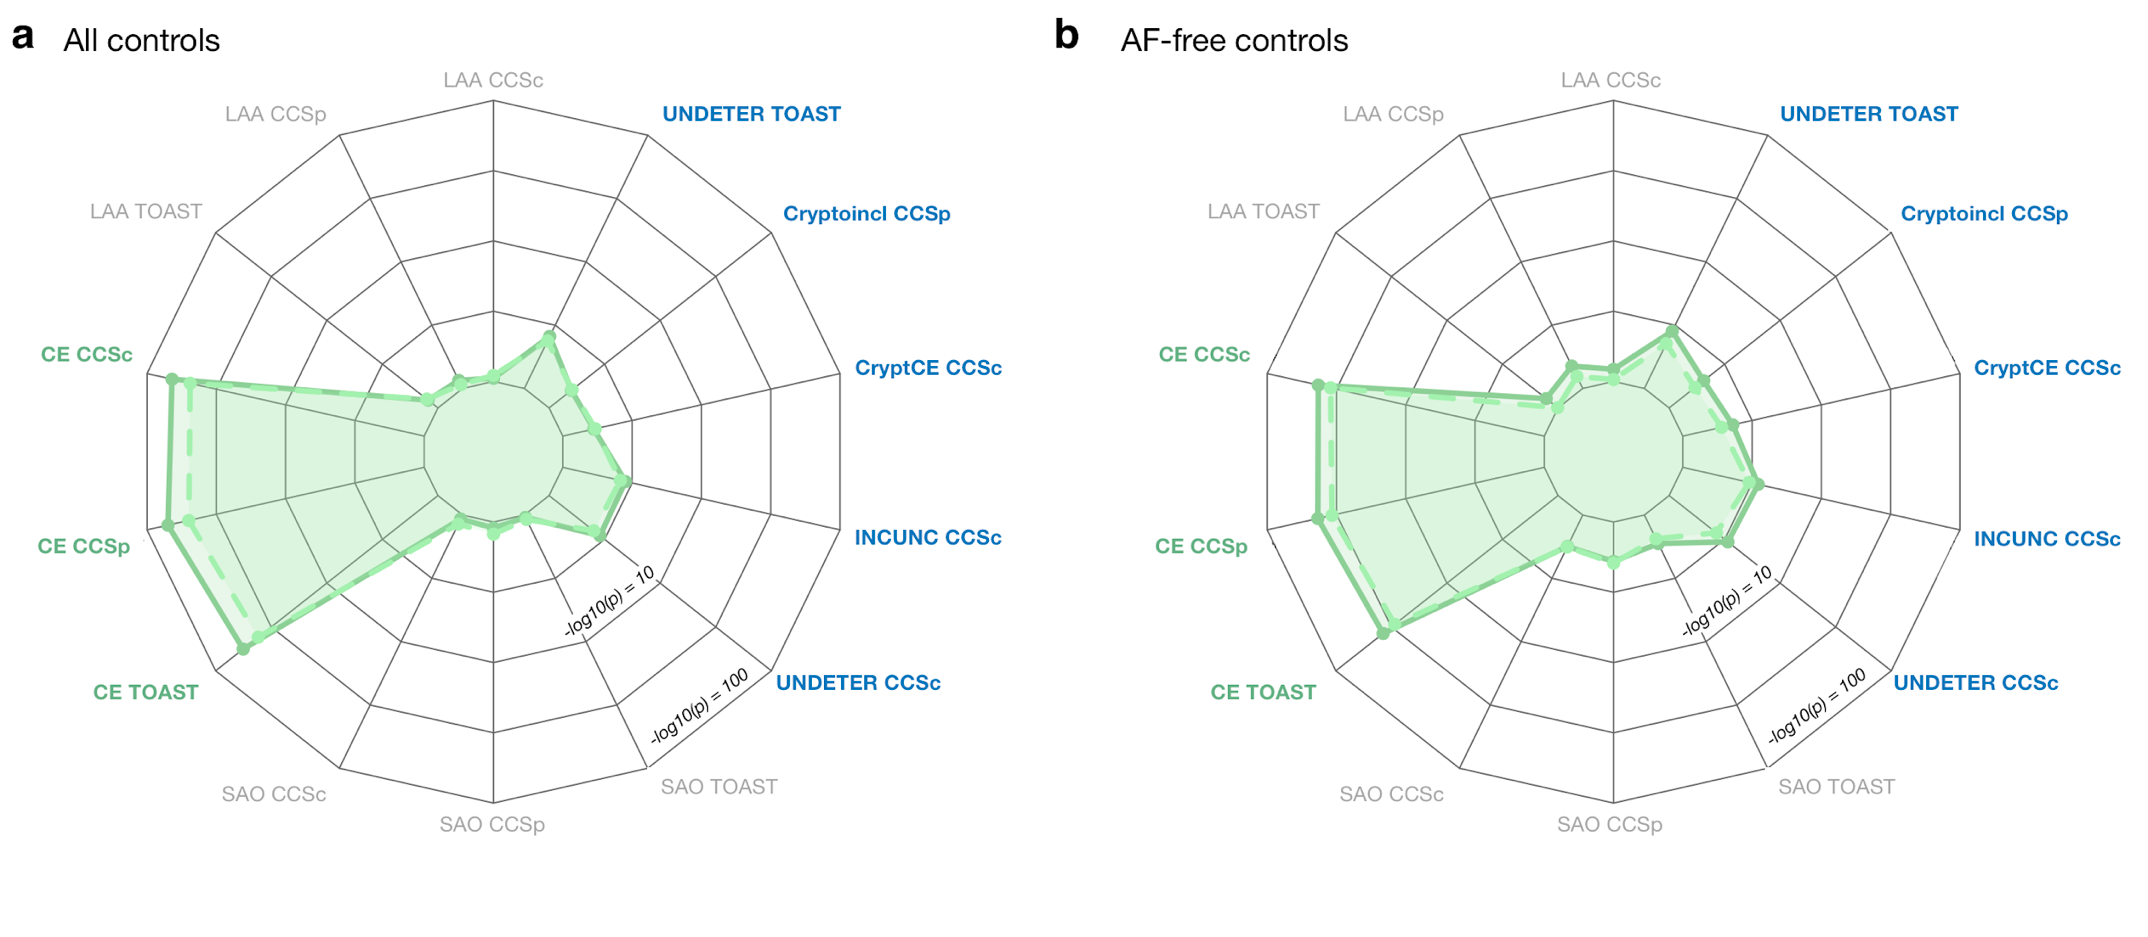 a All controls
LAA CCSc
UNDETER TOAST
LAA CCSp
Cryptoincl CCSp
LAA TOAST
CE CCSc
CryptCE CCSc
CE CCSp
INCUNC CCSc
-log10(p) = 10
CE TOAST
UNDETER CCSc
-log10(p) = 100
SAO CCSc
SAO TOAST
SAO CCSp
b AF-free controls
LAA CCSc
UNDETER TOAST
LAA CCSp
Cryptoincl CCSp
LAA TOAST
CE CCSc
CryptCE CCSc
CE CCSp
INCUNC CCSc
-log10(p) = 10
CE TOAST
UNDETER CCSc
-log10(p) = 100
SAO CCSc
SAO TOAST
SAO CCSp